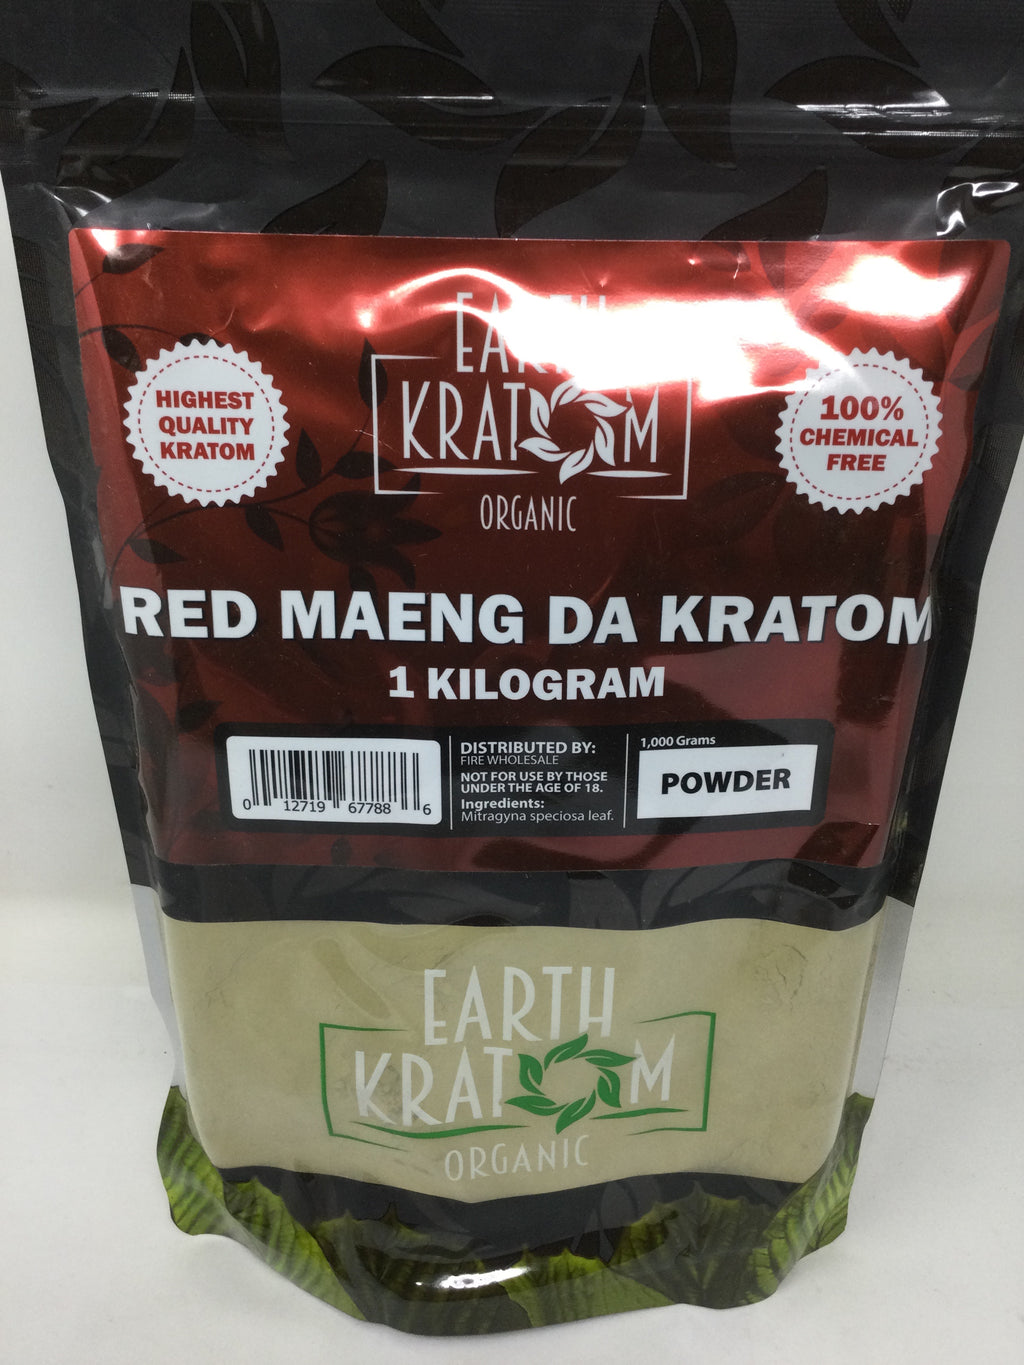 EARTH
KRATOM
ORGANIC
HIGHEST
QUALITY
KRATOM
100%
CHEMICAL
FREE
RED MAENG DA KRATOM
1 KILOGRAM
0 12719 67788 6
DISTRIBUTED BY:
FIRE WHOLESALE
NOT FOR USE BY THOSE
UNDER THE AGE OF 18.
Ingredients:
Mitragyna speciosa leaf.
1,000 Grams
POWDER
EARTH
KRATOM
ORGANIC